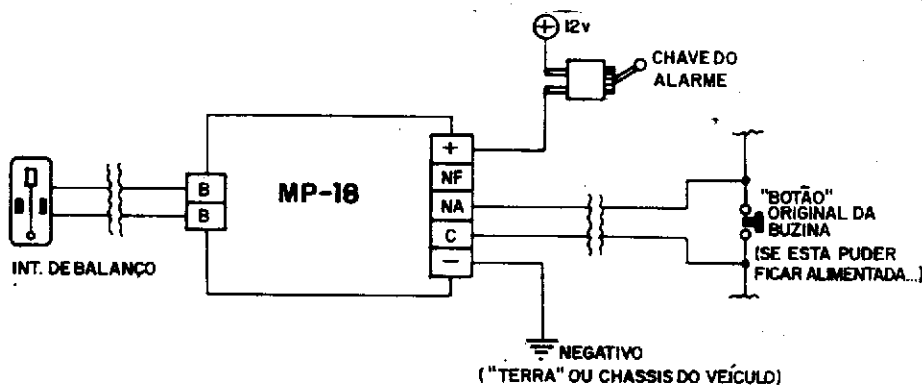 12v
CHAVE DO
ALARME
+
NF
NA
C
—
B
B
MP-18
INT. DE BALANÇO
"BOTÃO"
ORIGINAL DA
BUZINA
(SE ESTA PUDER
FICAR ALIMENTADA...)
NEGATIVO
("TERRA" OU CHASSIS DO VEÍCULO)